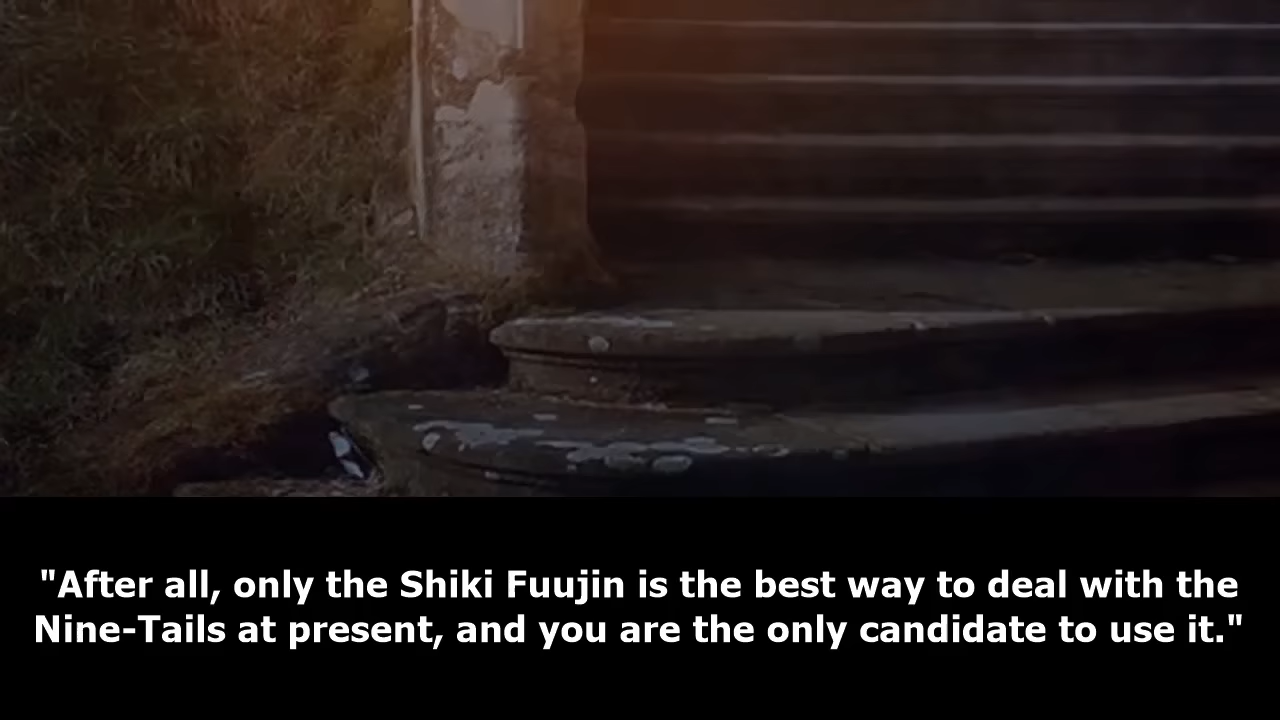 "After all, only the Shiki Fuujin is the best way to deal with the
Nine-Tails at present, and you are the only candidate to use it."